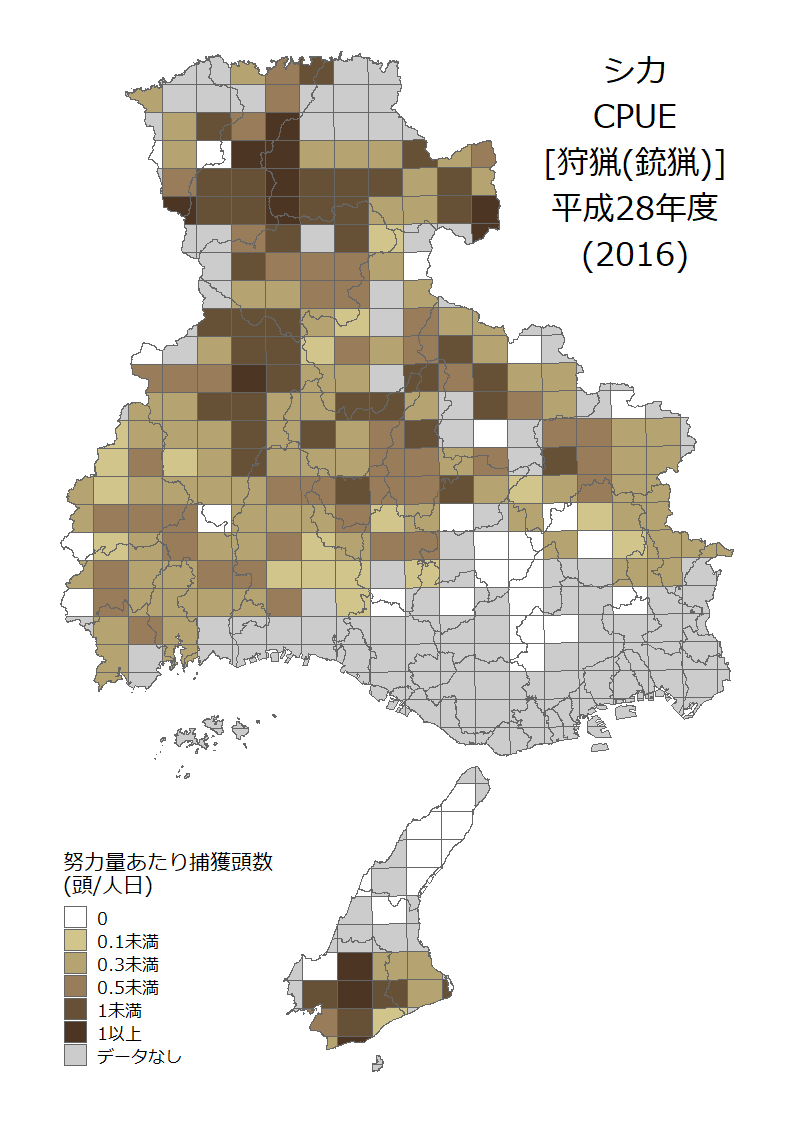 シカ
CPUE
[狩猟(銃猟)]
平成28年度
(2016)
努力量あたり捕獲頭数
(頭/人日)
0
0.1未満
0.3未満
0.5未満
1未満
1以上
データなし